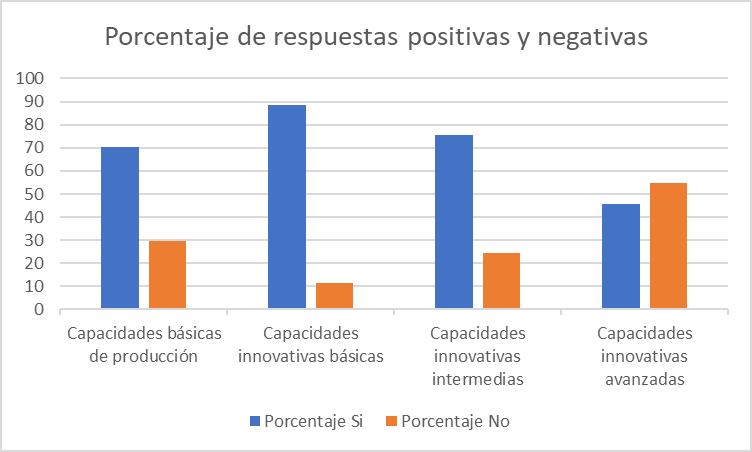 Porcentaje de respuestas positivas y negativas
100
90
80
70
60
50
40
30
20
10
0
Capacidades básicas
de producción
Capacidades
innovativas básicas
Capacidades
innovativas
intermedias
Capacidades
innovativas
avanzadas
Porcentaje Si
Porcentaje No